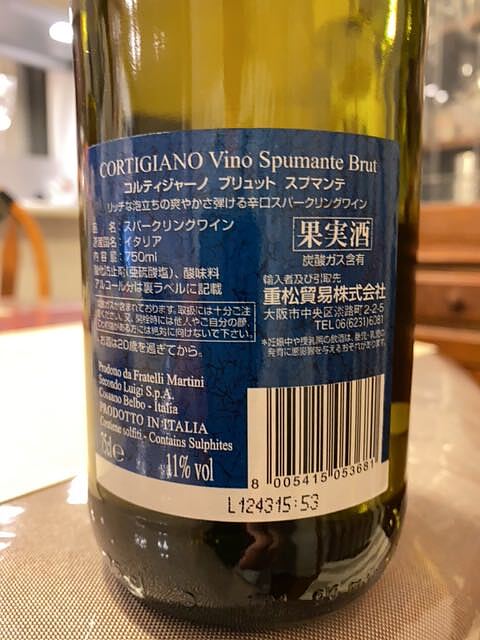 CORTIGIANO Vino Spumante Brut
コルティジャーノ ブリュット スプマンテ
リッチな泡立ちの爽やかさ弾ける辛口スパークリングワイン
品 名：スパークリングワイン
原産国名：イタリア
内 容 量：750ml
酸化防止剤(亜硫酸塩)、酸味料
アルコール分は裏ラベルに記載
果実酒
炭酸ガス含有
輸入者及び引取先
重松貿易株式会社
大阪市中央区淡路町2-2-5
TEL 06(6231)6081
お酒は20歳を過ぎてから。
Prodotto da Fratelli Martini
Secondo Luigi S.p.A.
Cossano Belbo - Italia
PRODOTTO IN ITALIA
Contiene solfiti - Contains Sulphites
75cl e
11% vol
8 005415 053681
L124315:53